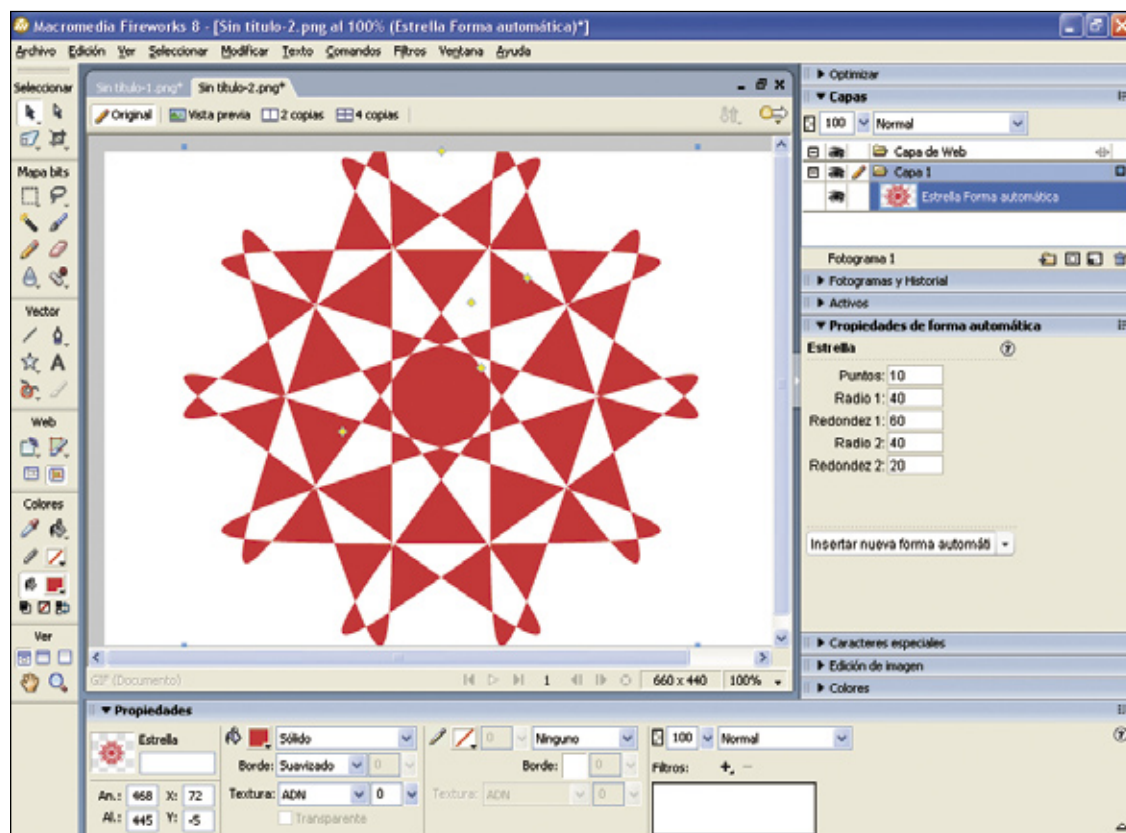 Macromedia Fireworks 8 - [Sin título-2.png al 100% (Estrella Forma automática)*]
Archivo Edición Ver Seleccionar Modificar Texto Comandos Filtros Ventana Ayuda
Seleccionar
Mapa bits
Vector
Web
Colores
Ver
Sin título-1.png* Sin título-2.png*
Original Vista previa 2 copias 4 copias
GIF (Documento) 1 660 x 440 100%
Optimizar
Capas
100 Normal
Capa de Web
Capa 1
Estrella Forma automática
Fotograma 1
Fotogramas y Historial
Activos
Propiedades de forma automática
Estrella
Puntos: 10
Radio 1: 40
Redondez 1: 60
Radio 2: 40
Redondez 2: 20
Insertar nueva forma automáti
Caracteres especiales
Edición de imagen
Colores
Propiedades
Estrella Sólido 0 Ninguno 100 Normal
Borde: Suavizado 0 Borde: 0 Filtros:
An.: 468 X: 72 Textura: ADN 0 Textura: ADN 0
Al.: 445 Y: -5 Transparente